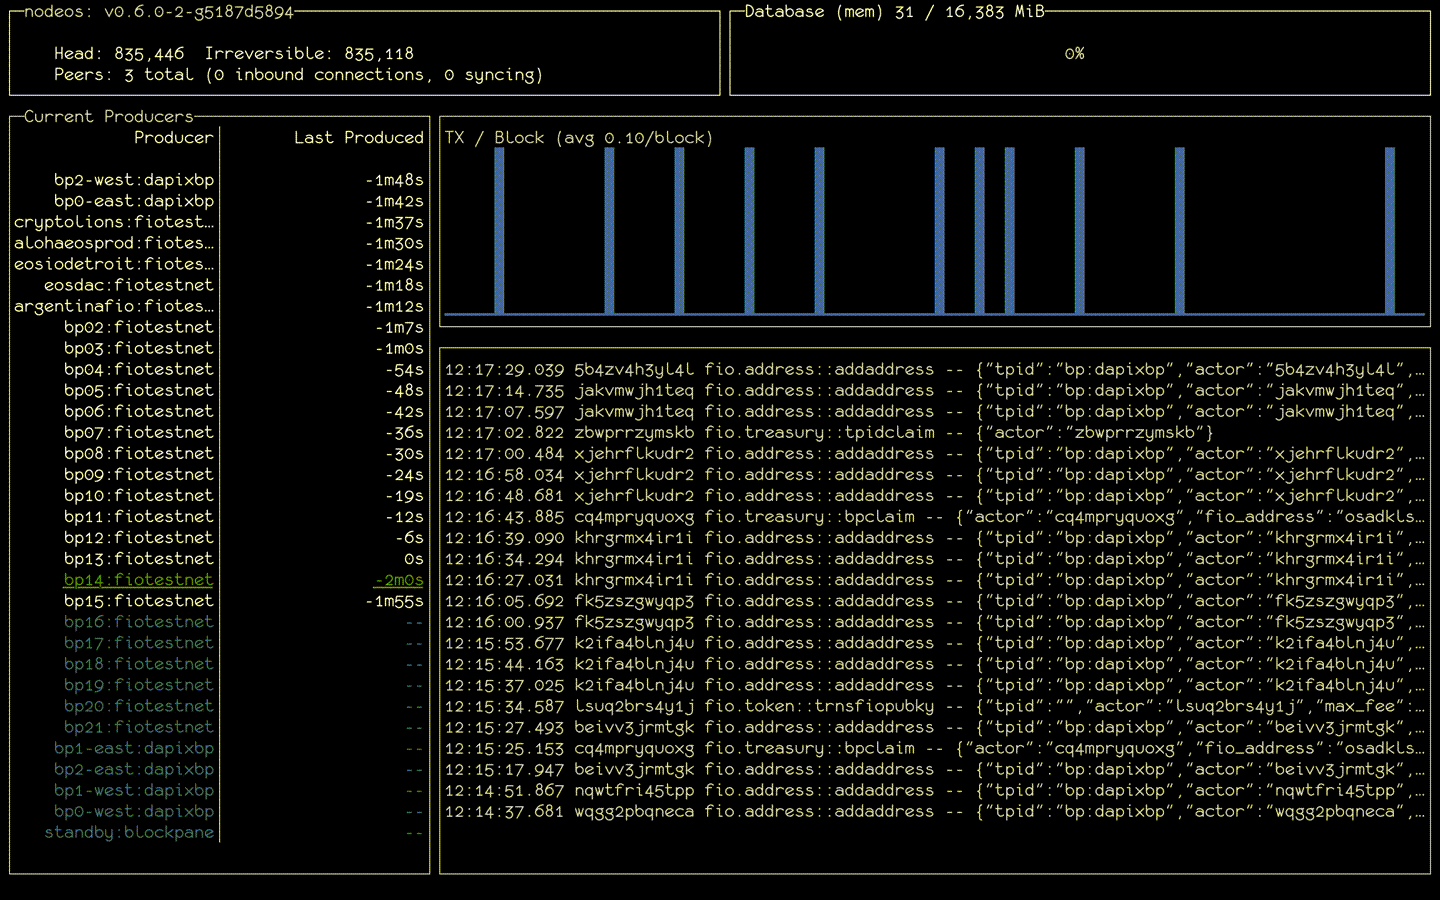 nodeos: v0.6.0-2-g5187d5894
Head: 835,446  Irreversible: 835,118
Peers: 3 total (0 inbound connections, 0 syncing)
Database (mem) 31 / 16,383 MiB
0%
Current Producers
Producer Last Produced
bp2-west:dapixbp -1m48s
bp0-east:dapixbp -1m42s
cryptolions:fiotest… -1m37s
alohaeosprod:fiotes… -1m30s
eosiodetroit:fiotes… -1m24s
eosdac:fiotestnet -1m18s
argentinafio:fiotes… -1m12s
bp02:fiotestnet -1m7s
bp03:fiotestnet -1m0s
bp04:fiotestnet -54s
bp05:fiotestnet -48s
bp06:fiotestnet -42s
bp07:fiotestnet -36s
bp08:fiotestnet -30s
bp09:fiotestnet -24s
bp10:fiotestnet -19s
bp11:fiotestnet -12s
bp12:fiotestnet -6s
bp13:fiotestnet 0s
bp14:fiotestnet -2m0s
bp15:fiotestnet -1m55s
bp16:fiotestnet --
bp17:fiotestnet --
bp18:fiotestnet --
bp19:fiotestnet --
bp20:fiotestnet --
bp21:fiotestnet --
bp1-east:dapixbp --
bp2-east:dapixbp --
bp1-west:dapixbp --
bp0-west:dapixbp --
standby:blockpane --
TX / Block (avg 0.10/block)
12:17:29.039 5b4zv4h3yl4l fio.address::addaddress -- {"tpid":"bp:dapixbp","actor":"5b4zv4h3yl4l",…
12:17:14.735 jakvmwjh1teq fio.address::addaddress -- {"tpid":"bp:dapixbp","actor":"jakvmwjh1teq",…
12:17:07.597 jakvmwjh1teq fio.address::addaddress -- {"tpid":"bp:dapixbp","actor":"jakvmwjh1teq",…
12:17:02.822 zbwprrzymskb fio.treasury::tpidclaim -- {"actor":"zbwprrzymskb"}
12:17:00.484 xjehrflkudr2 fio.address::addaddress -- {"tpid":"bp:dapixbp","actor":"xjehrflkudr2",…
12:16:58.034 xjehrflkudr2 fio.address::addaddress -- {"tpid":"bp:dapixbp","actor":"xjehrflkudr2",…
12:16:48.681 xjehrflkudr2 fio.address::addaddress -- {"tpid":"bp:dapixbp","actor":"xjehrflkudr2",…
12:16:43.885 cq4mpryquoxg fio.treasury::bpclaim -- {"actor":"cq4mpryquoxg","fio_address":"osadkls…
12:16:39.090 khrgrmx4ir1i fio.address::addaddress -- {"tpid":"bp:dapixbp","actor":"khrgrmx4ir1i",…
12:16:34.294 khrgrmx4ir1i fio.address::addaddress -- {"tpid":"bp:dapixbp","actor":"khrgrmx4ir1i",…
12:16:27.031 khrgrmx4ir1i fio.address::addaddress -- {"tpid":"bp:dapixbp","actor":"khrgrmx4ir1i",…
12:16:05.692 fk5zszgwyqp3 fio.address::addaddress -- {"tpid":"bp:dapixbp","actor":"fk5zszgwyqp3",…
12:16:00.937 fk5zszgwyqp3 fio.address::addaddress -- {"tpid":"bp:dapixbp","actor":"fk5zszgwyqp3",…
12:15:53.677 k2ifa4blnj4u fio.address::addaddress -- {"tpid":"bp:dapixbp","actor":"k2ifa4blnj4u",…
12:15:44.163 k2ifa4blnj4u fio.address::addaddress -- {"tpid":"bp:dapixbp","actor":"k2ifa4blnj4u",…
12:15:37.025 k2ifa4blnj4u fio.address::addaddress -- {"tpid":"bp:dapixbp","actor":"k2ifa4blnj4u",…
12:15:34.587 lsuq2brs4y1j fio.token::trnsfiopubky -- {"tpid":"","actor":"lsuq2brs4y1j","max_fee":…
12:15:27.493 beivv3jrmtgk fio.address::addaddress -- {"tpid":"bp:dapixbp","actor":"beivv3jrmtgk",…
12:15:25.153 cq4mpryquoxg fio.treasury::bpclaim -- {"actor":"cq4mpryquoxg","fio_address":"osadkls…
12:15:17.947 beivv3jrmtgk fio.address::addaddress -- {"tpid":"bp:dapixbp","actor":"beivv3jrmtgk",…
12:14:51.867 nqwtfri45tpp fio.address::addaddress -- {"tpid":"bp:dapixbp","actor":"nqwtfri45tpp",…
12:14:37.681 wqgg2pbqneca fio.address::addaddress -- {"tpid":"bp:dapixbp","actor":"wqgg2pbqneca",…